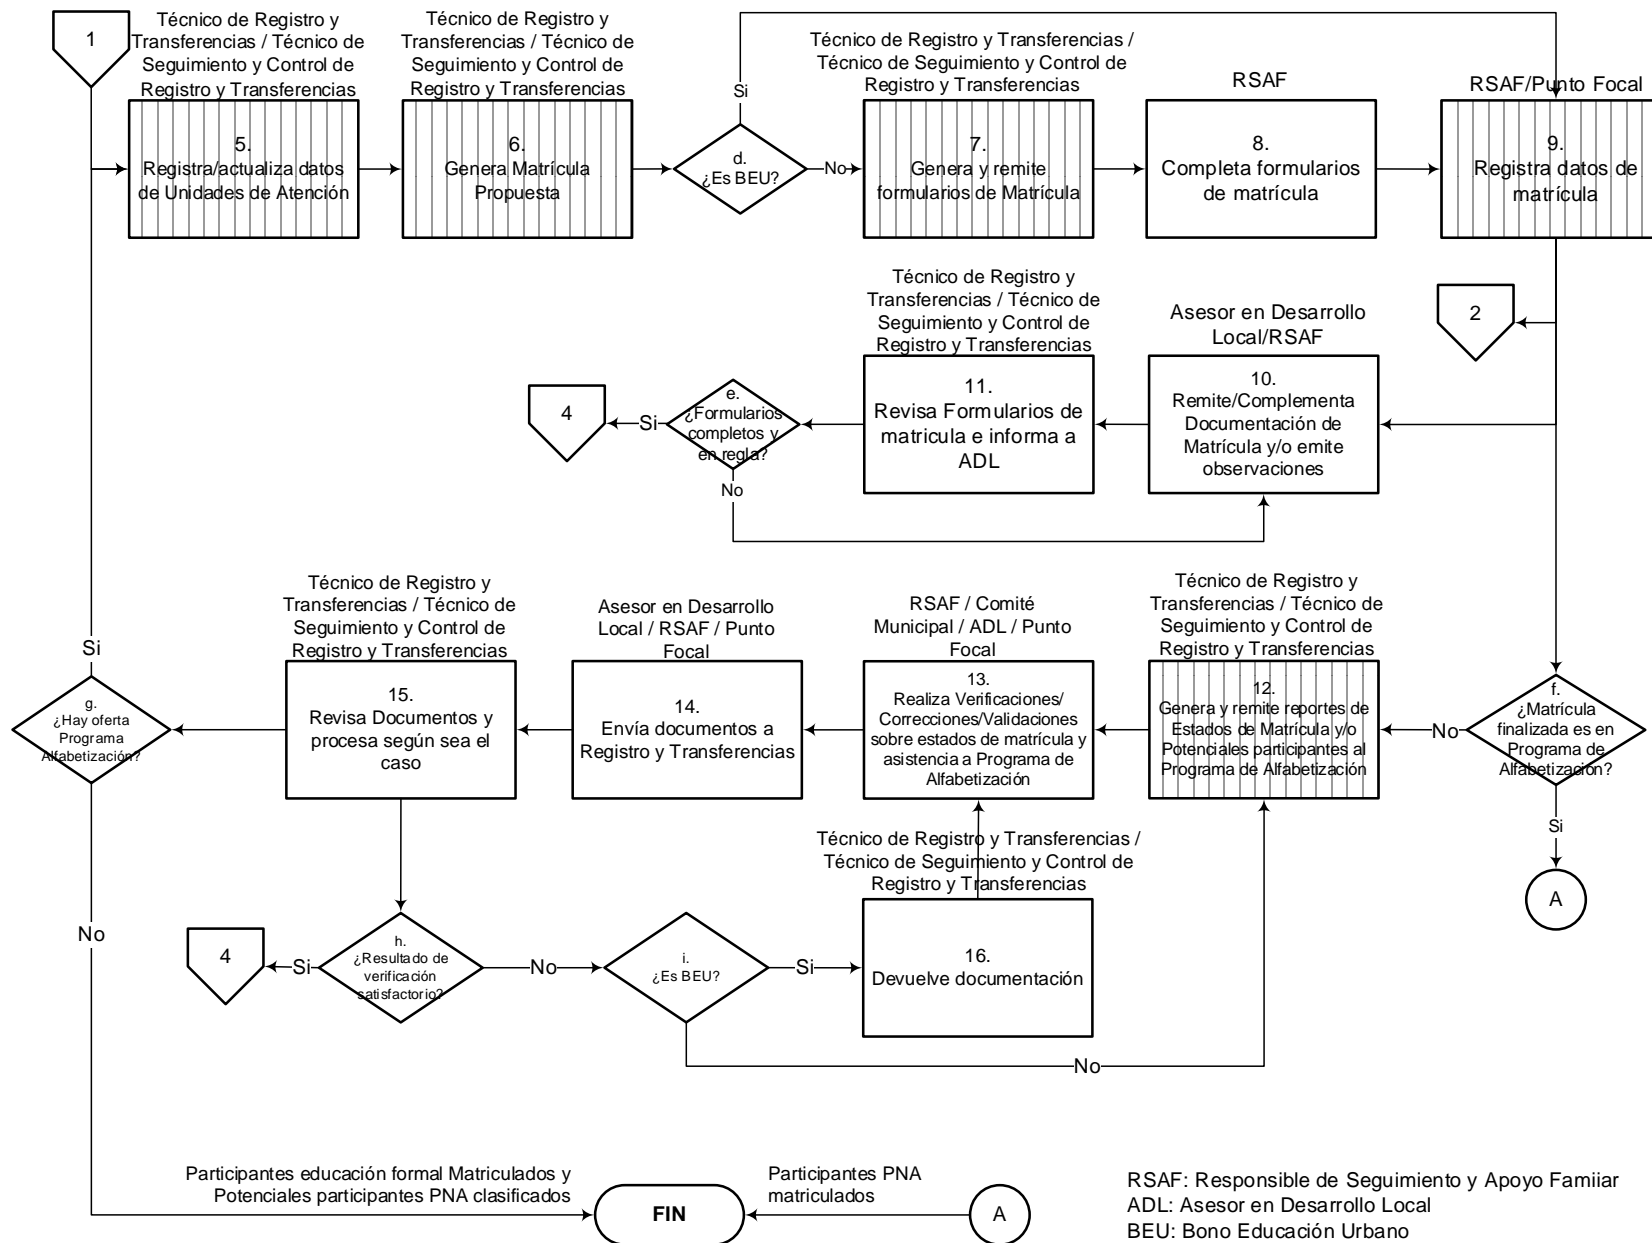 1
Técnico de Registro y
Transferencias / Técnico de
Seguimiento y Control de
Registro y Transferencias
5.
Registra/actualiza datos
de Unidades de Atención
Técnico de Registro y
Transferencias / Técnico de
Seguimiento y Control de
Registro y Transferencias
6.
Genera Matrícula
Propuesta
Si
d.
¿Es BEU?
No
Técnico de Registro y Transferencias /
Técnico de Seguimiento y Control de
Registro y Transferencias
7.
Genera y remite
formularios de Matrícula
RSAF
8.
Completa formularios
de matrícula
RSAF/Punto Focal
9.
Registra datos de
matrícula
2
Asesor en Desarrollo
Local/RSAF
10.
Remite/Complementa
Documentación de
Matrícula y/o emite
observaciones
Técnico de Registro y
Transferencias / Técnico de
Seguimiento y Control de
Registro y Transferencias
11.
Revisa Formularios de
matricula e informa a
ADL
e.
¿Formularios
completos y
en regla?
Si
No
4
f.
¿Matrícula
finalizada es en
Programa de
Alfabetización?
No
Si
A
Técnico de Registro y
Transferencias / Técnico de
Seguimiento y Control de
Registro y Transferencias
12.
Genera y remite reportes de
Estados de Matrícula y/o
Potenciales participantes al
Programa de Alfabetización
RSAF / Comité
Municipal / ADL / Punto
Focal
13.
Realiza Verificaciones/
Correcciones/Validaciones
sobre estados de matrícula y
asistencia a Programa de
Alfabetización
Asesor en Desarrollo
Local / RSAF / Punto
Focal
14.
Envía documentos a
Registro y Transferencias
Técnico de Registro y
Transferencias / Técnico de
Seguimiento y Control de
Registro y Transferencias
15.
Revisa Documentos y
procesa según sea el
caso
Si
g.
¿Hay oferta
Programa
Alfabetización?
No
4
Si
h.
¿Resultado de
verificación
satisfactorio?
No
i.
¿Es BEU?
Si
No
Técnico de Registro y Transferencias /
Técnico de Seguimiento y Control de
Registro y Transferencias
16.
Devuelve documentación
Participantes educación formal Matriculados y
Potenciales participantes PNA clasificados
FIN
Participantes PNA
matriculados
A
RSAF: Responsible de Seguimiento y Apoyo Famiiar
ADL: Asesor en Desarrollo Local
BEU: Bono Educación Urbano